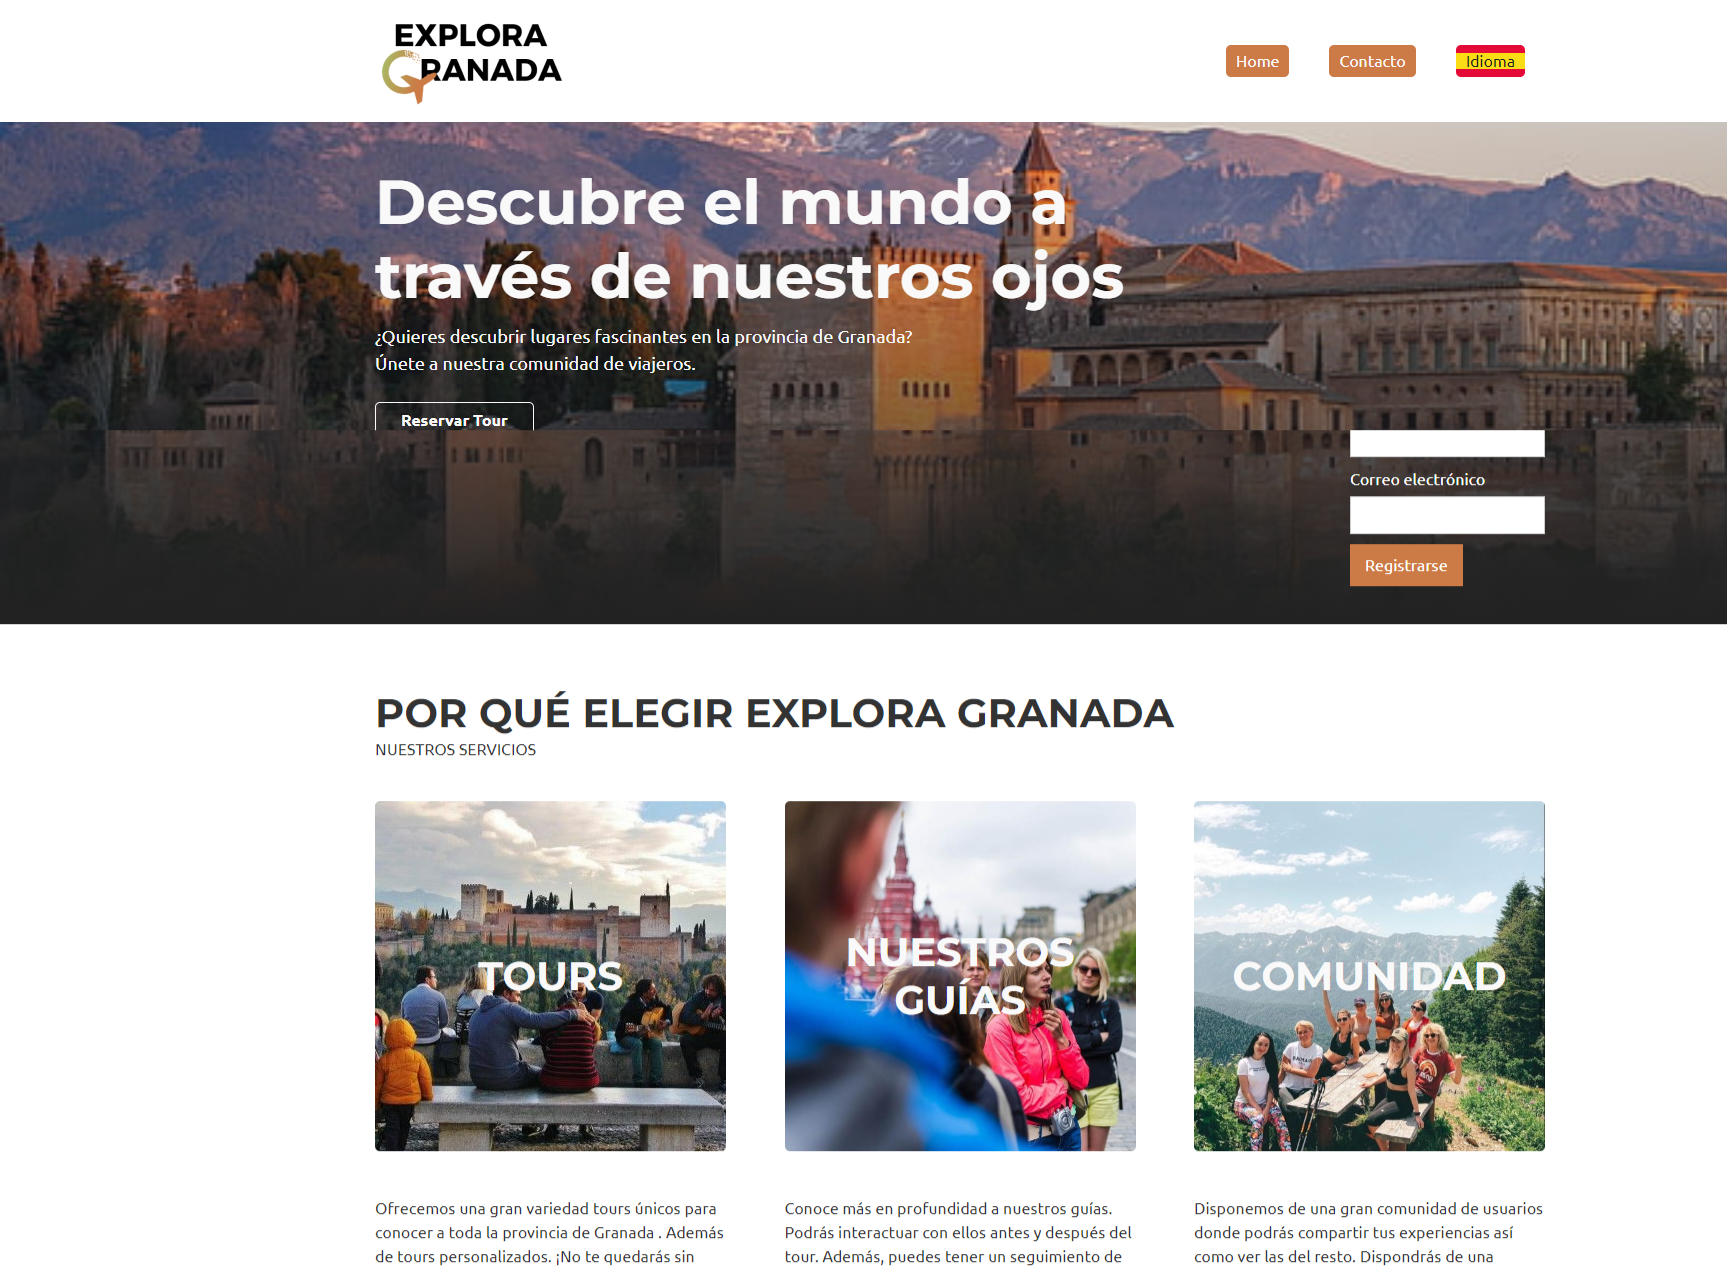 EXPLORA
GRANADA
Home
Contacto
Idioma
Descubre el mundo a
través de nuestros ojos
¿Quieres descubrir lugares fascinantes en la provincia de Granada?
Únete a nuestra comunidad de viajeros.
Reservar Tour
Correo electrónico
Registrarse
POR QUÉ ELEGIR EXPLORA GRANADA
NUESTROS SERVICIOS
TOURS
NUESTROS
GUÍAS
COMUNIDAD
Ofrecemos una gran variedad tours únicos para
conocer a toda la provincia de Granada . Además
de tours personalizados. ¡No te quedarás sin
Conoce más en profundidad a nuestros guías.
Podrás interactuar con ellos antes y después del
tour. Además, puedes tener un seguimiento de
Disponemos de una gran comunidad de usuarios
donde podrás compartir tus experiencias así
como ver las del resto. Dispondrás de una